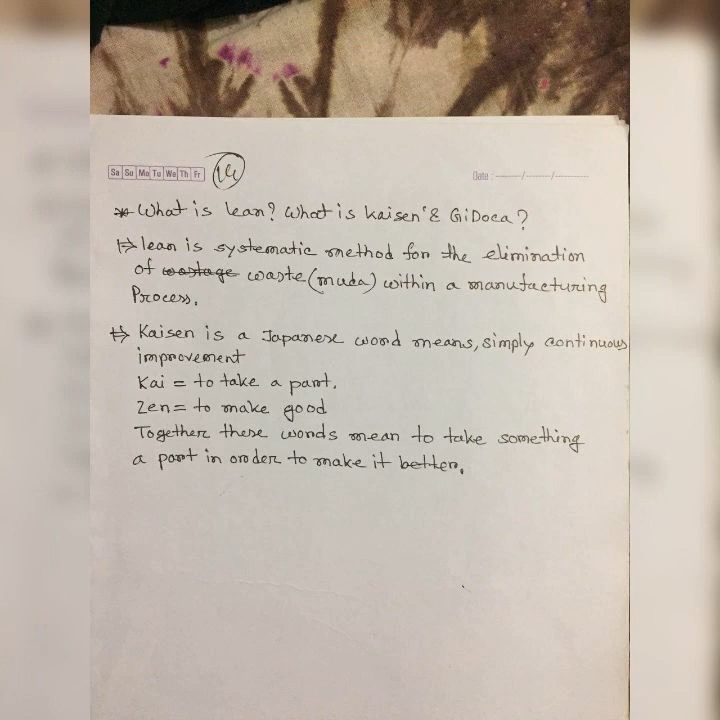 Sa Su Mo Tu We Th Fr
14
Date : ------/------/---------
* What is lean? What is Kaisen & GiDoca?
⇒ lean is systematic method for the elimination
of wastage waste (muda) within a manufacturing
Process.
⇒ Kaisen is a Japanese word means, simply continuous
improvement
Kai = to take a part.
Zen = to make good
Together these words mean to take something
a part in order to make it better.